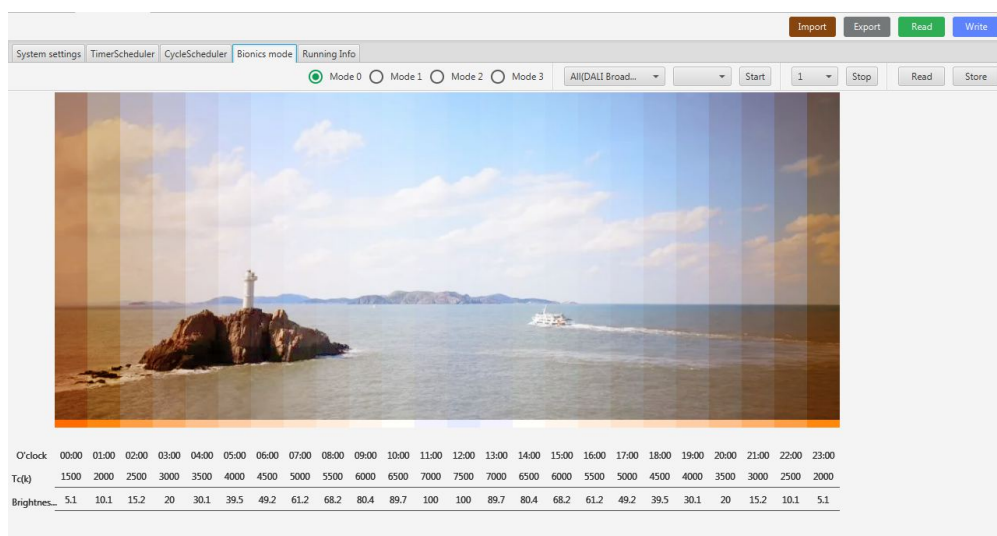 Import Export Read Write
System settings TimerScheduler CycleScheduler Bionics mode Running Info
Mode 0 Mode 1 Mode 2 Mode 3 All(DALI Broad... Start 1 Stop Read Store
O'clock 00:00 01:00 02:00 03:00 04:00 05:00 06:00 07:00 08:00 09:00 10:00 11:00 12:00 13:00 14:00 15:00 16:00 17:00 18:00 19:00 20:00 21:00 22:00 23:00
Tc(k) 1500 2000 2500 3000 3500 4000 4500 5000 5500 6000 6500 7000 7500 7000 6500 6000 5500 5000 4500 4000 3500 3000 2500 2000
Brightnes... 5.1 10.1 15.2 20 30.1 39.5 49.2 61.2 68.2 80.4 89.7 100 100 89.7 80.4 68.2 61.2 49.2 39.5 30.1 20 15.2 10.1 5.1